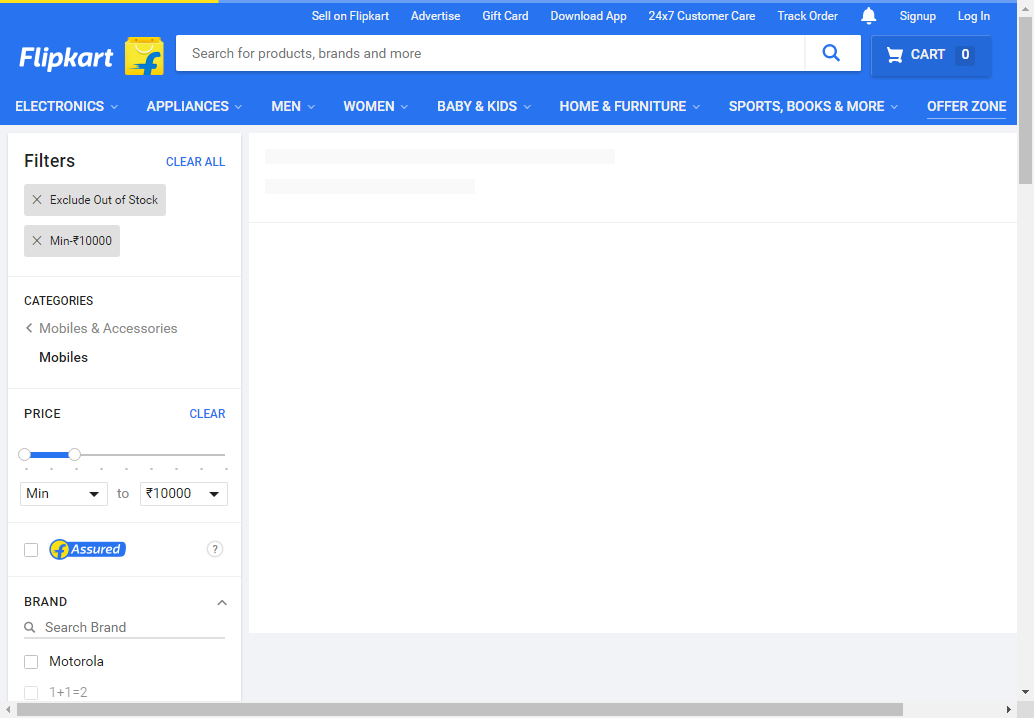 Sell on Flipkart Advertise Gift Card Download App 24x7 Customer Care Track Order Signup Log In
Flipkart Search for products, brands and more CART 0
ELECTRONICS APPLIANCES MEN WOMEN BABY & KIDS HOME & FURNITURE SPORTS, BOOKS & MORE OFFER ZONE
Filters CLEAR ALL
Exclude Out of Stock
Min-₹10000
CATEGORIES
Mobiles & Accessories
Mobiles
PRICE CLEAR
Min to ₹10000
f Assured ?
BRAND
Search Brand
Motorola
1+1=2